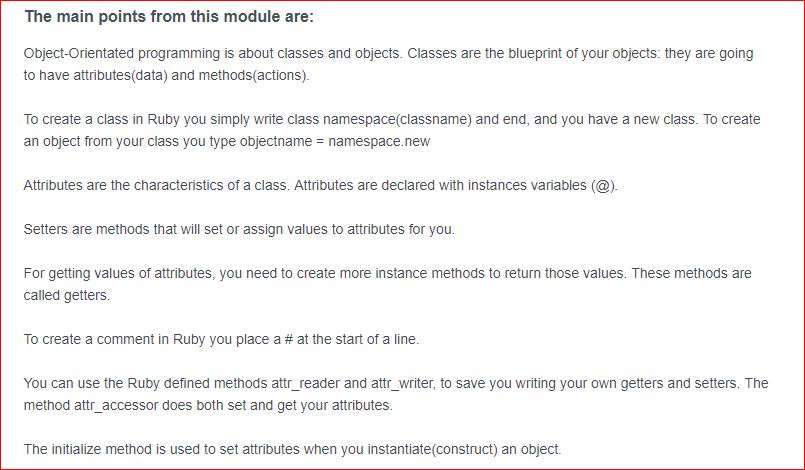 The main points from this module are:
Object-Orientated programming is about classes and objects. Classes are the blueprint of your objects: they are going
to have attributes(data) and methods(actions).
To create a class in Ruby you simply write class namespace(classname) and end, and you have a new class. To create
an object from your class you type objectname = namespace.new
Attributes are the characteristics of a class. Attributes are declared with instances variables (@).
Setters are methods that will set or assign values to attributes for you.
For getting values of attributes, you need to create more instance methods to return those values. These methods are
called getters.
To create a comment in Ruby you place a # at the start of a line.
You can use the Ruby defined methods attr_reader and attr_writer, to save you writing your own getters and setters. The
method attr_accessor does both set and get your attributes.
The initialize method is used to set attributes when you instantiate(construct) an object.